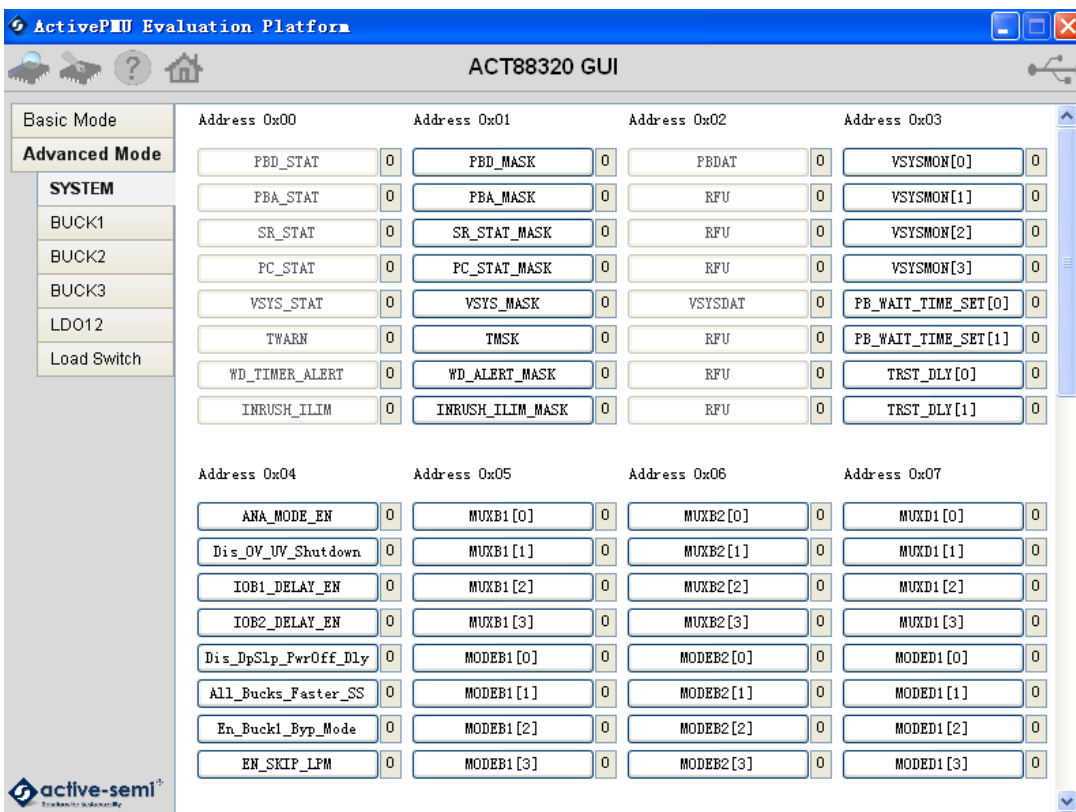 ActivePMU Evaluation Platform
ACT88320 GUI
Basic Mode
Advanced Mode
SYSTEM
BUCK1
BUCK2
BUCK3
LDO12
Load Switch
Address 0x00 Address 0x01 Address 0x02 Address 0x03
PBD_STAT 0 PBD_MASK 0 PBDAT 0 VSYSMON[0] 0
PBA_STAT 0 PBA_MASK 0 RFU 0 VSYSMON[1] 0
SR_STAT 0 SR_STAT_MASK 0 RFU 0 VSYSMON[2] 0
PC_STAT 0 PC_STAT_MASK 0 RFU 0 VSYSMON[3] 0
VSYS_STAT 0 VSYS_MASK 0 VSYSDAT 0 PB_WAIT_TIME_SET[0] 0
TWARN 0 TMSK 0 RFU 0 PB_WAIT_TIME_SET[1] 0
WD_TIMER_ALERT 0 WD_ALERT_MASK 0 RFU 0 TRST_DLY[0] 0
INRUSH_ILIM 0 INRUSH_ILIM_MASK 0 RFU 0 TRST_DLY[1] 0
Address 0x04 Address 0x05 Address 0x06 Address 0x07
ANA_MODE_EN 0 MUXB1[0] 0 MUXB2[0] 0 MUXD1[0] 0
Dis_OV_UV_Shutdown 0 MUXB1[1] 0 MUXB2[1] 0 MUXD1[1] 0
IOB1_DELAY_EN 0 MUXB1[2] 0 MUXB2[2] 0 MUXD1[2] 0
IOB2_DELAY_EN 0 MUXB1[3] 0 MUXB2[3] 0 MUXD1[3] 0
Dis_DpSlp_PwrOff_Dly 0 MODEB1[0] 0 MODEB2[0] 0 MODED1[0] 0
All_Bucks_Faster_SS 0 MODEB1[1] 0 MODEB2[1] 0 MODED1[1] 0
En_Buck1_Byp_Mode 0 MODEB1[2] 0 MODEB2[2] 0 MODED1[2] 0
EN_SKIP_LPM 0 MODEB1[3] 0 MODEB2[3] 0 MODED1[3] 0
active-semi
Solutions for Sustainability